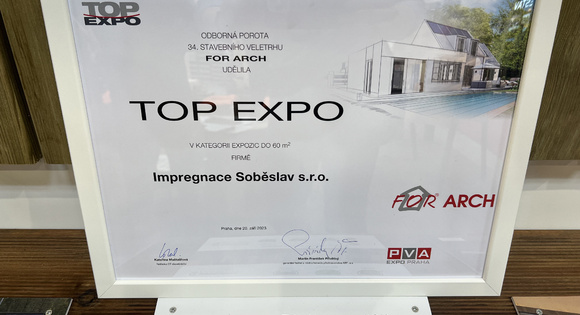 TOP
EXPO
ODBORNÁ POROTA
34. STAVEBNÍHO VELETRHU
FOR ARCH
UDĚLILA
TOP EXPO
V KATEGORII EXPOZIC DO 60 m²
FIRMĚ
Impregnace Soběslav s.r.o.
FOR® ARCH
Praha, dne 20. září 2023
PVA
EXPO PRAHA